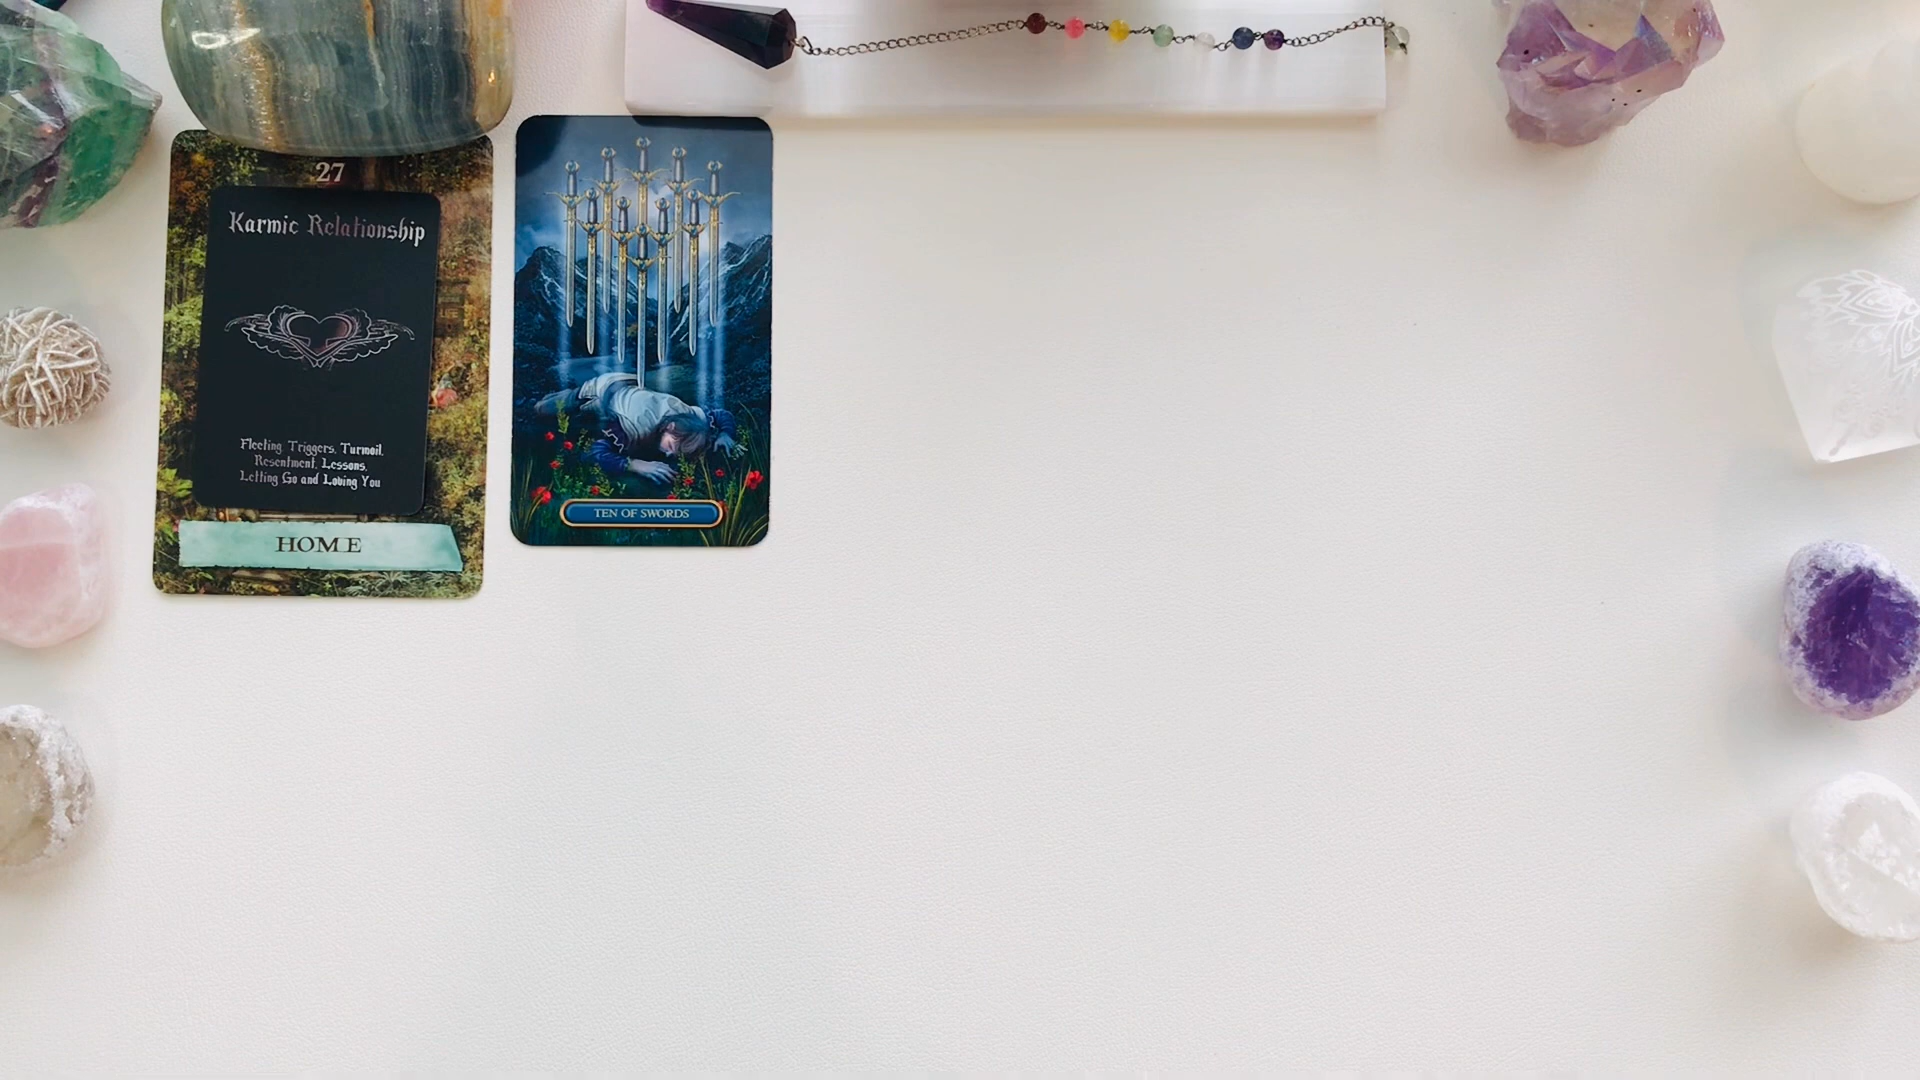 27
Karmic Relationship
Fleeting, Triggers, Turmoil,
Resentment, Lessons,
Letting Go and Loving You
HOME
TEN OF SWORDS